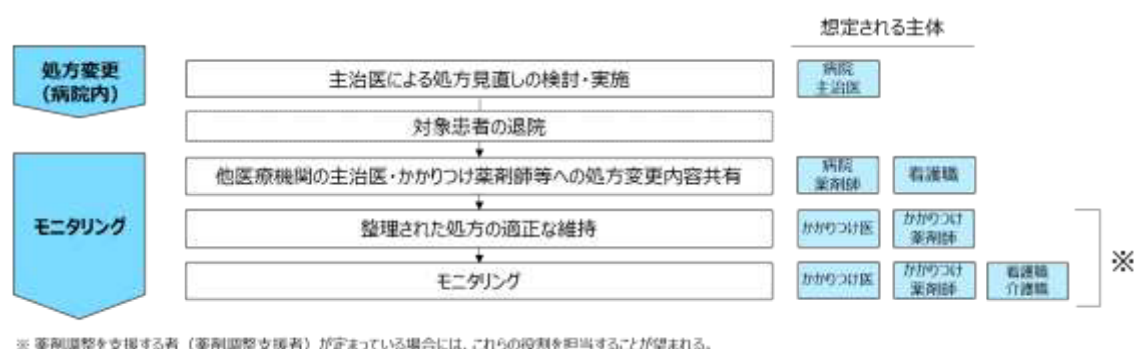 想定される主体
処方変更
(病院内)
主治医による処方見直しの検討・実施
病院
主治医
対象患者の退院
モニタリング
他医療機関の主治医・かかりつけ薬剤師等への処方変更内容共有
病院
薬剤師
看護職
整理された処方の適正な維持
かかりつけ医
かかりつけ
薬剤師
※
モニタリング
かかりつけ医
かかりつけ
薬剤師
看護職
介護職
※ 薬剤調整を支援する者（薬剤調整支援者）が定まっている場合には、これらの役割を担当することが望まれる。